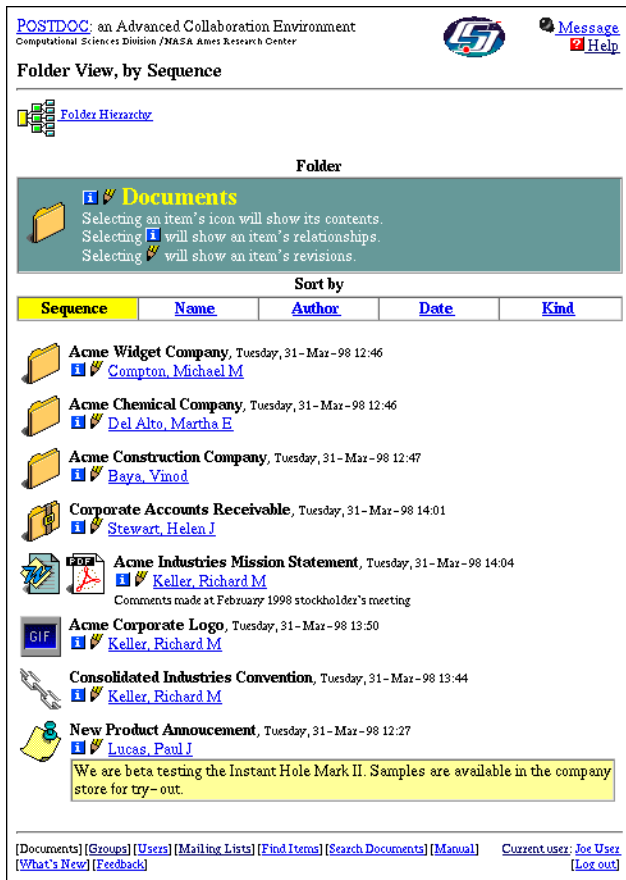 POSTDOC: an Advanced Collaboration Environment
Computational Sciences Division /NASA Ames Research Center
Message
? Help
Folder View, by Sequence
Folder Hierarchy
Folder
i Documents
Selecting an item's icon will show its contents.
Selecting i will show an item's relationships.
Selecting will show an item's revisions.
Sort by
Sequence Name Author Date Kind
Acme Widget Company, Tuesday, 31-Mar-98 12:46
i Compton, Michael M
Acme Chemical Company, Tuesday, 31-Mar-98 12:46
i Del Alto, Martha E
Acme Construction Company, Tuesday, 31-Mar-98 12:47
i Baya, Vinod
Corporate Accounts Receivable, Tuesday, 31-Mar-98 14:01
i Stewart, Helen J
W PDF Acme Industries Mission Statement, Tuesday, 31-Mar-98 14:04
i Keller, Richard M
Comments made at February 1998 stockholder's meeting
GIF Acme Corporate Logo, Tuesday, 31-Mar-98 13:50
i Keller, Richard M
Consolidated Industries Convention, Tuesday, 31-Mar-98 13:44
i Keller, Richard M
New Product Annoucement, Tuesday, 31-Mar-98 12:27
i Lucas, Paul J
We are beta testing the Instant Hole Mark II. Samples are available in the company
store for try-out.
[Documents] [Groups] [Users] [Mailing Lists] [Find Items] [Search Documents] [Manual] Current user: Joe User
[What's New] [Feedback] [Log out]